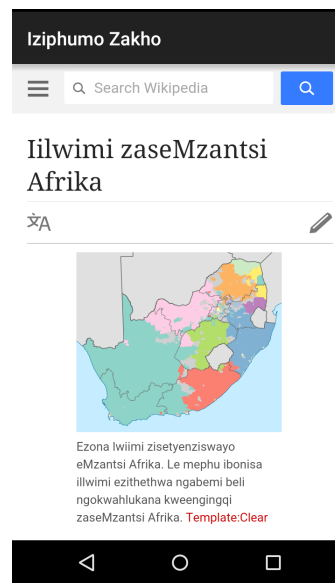 Iziphumo Zakho
Search Wikipedia
Iilwimi zaseMzantsi
Afrika
Ezona lwiimi zisetyenziswayo
eMzantsi Afrika. Le mephu ibonisa
illwimi ezithethwa ngabemi beli
ngokwahlukana kweengingqi
zaseMzantsi Afrika. Template:Clear